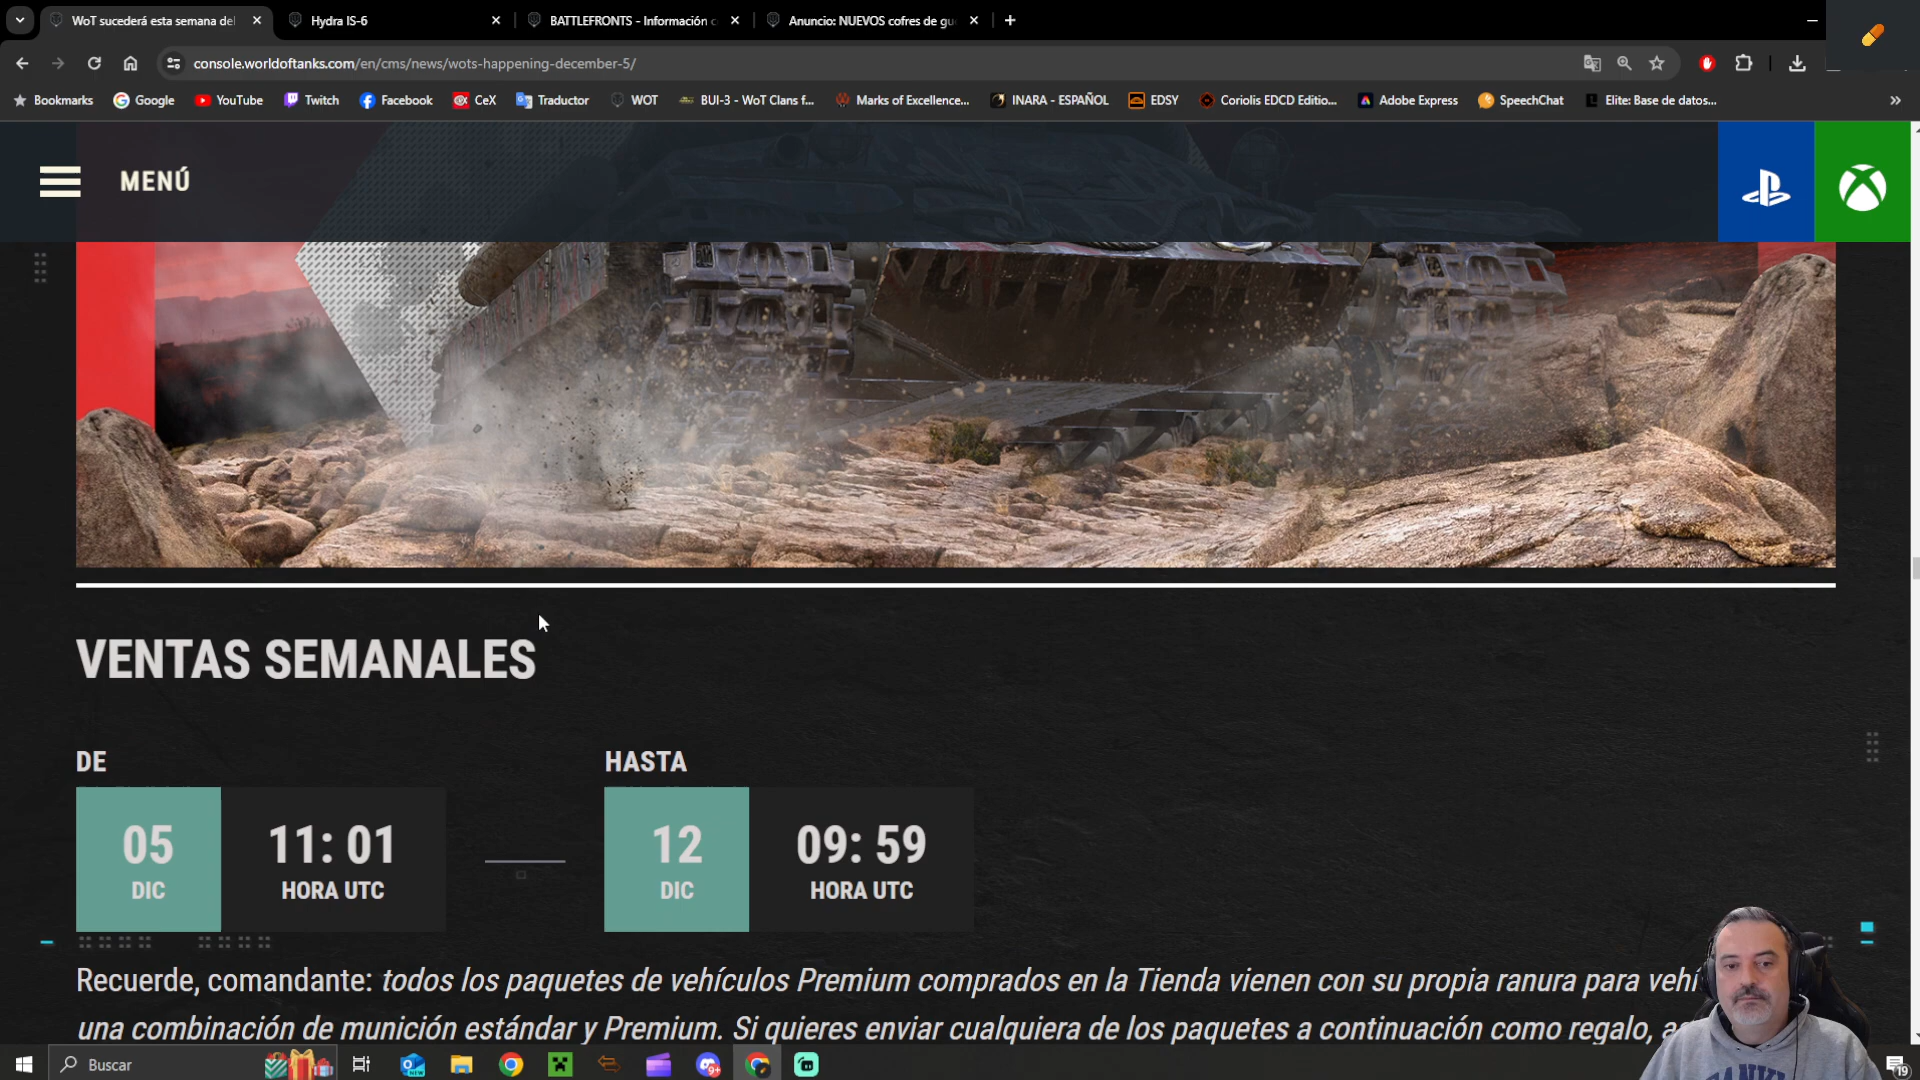 WoT sucederá esta semana del
Hydra IS-6
BATTLEFRONTS - Información
Anuncio: NUEVOS cofres de gu
console.worldoftanks.com/en/cms/news/wots-happening-december-5/
Bookmarks
Google
YouTube
Twitch
Facebook
CeX
Traductor
WOT
BUI-3 - WoT Clans f...
Marks of Excellence...
INARA - ESPAÑOL
EDSY
Coriolis EDCD Editio...
Adobe Express
SpeechChat
Elite: Base de datos...
MENÚ
VENTAS SEMANALES
DE
HASTA
05
DIC
11: 01
HORA UTC
12
DIC
09: 59
HORA UTC
Recuerde, comandante: todos los paquetes de vehículos Premium comprados en la Tienda vienen con su propia ranura para vehí
una combinación de munición estándar y Premium. Si quieres enviar cualquiera de los paquetes a continuación como regalo,
Buscar
9+
19